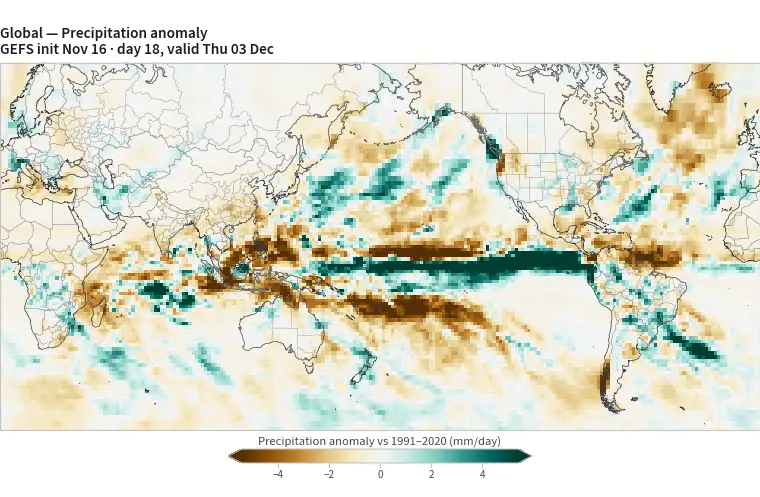 Global — Precipitation anomaly
GEFS init Nov 16 · day 18, valid Thu 03 Dec
Precipitation anomaly vs 1991–2020 (mm/day)
−4 −2 0 2 4